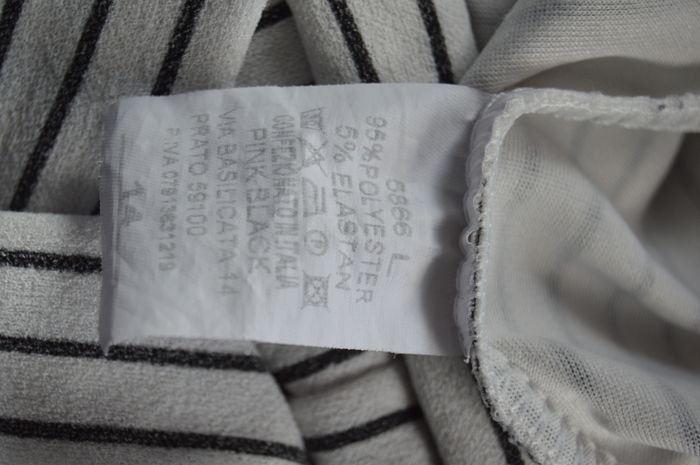 5866 L
95% POLYESTER
5% ELASTAN
CONFEZIONATO IN ITALIA
PINK BLACK
VIA BASILICATA 14
PRATO 59100